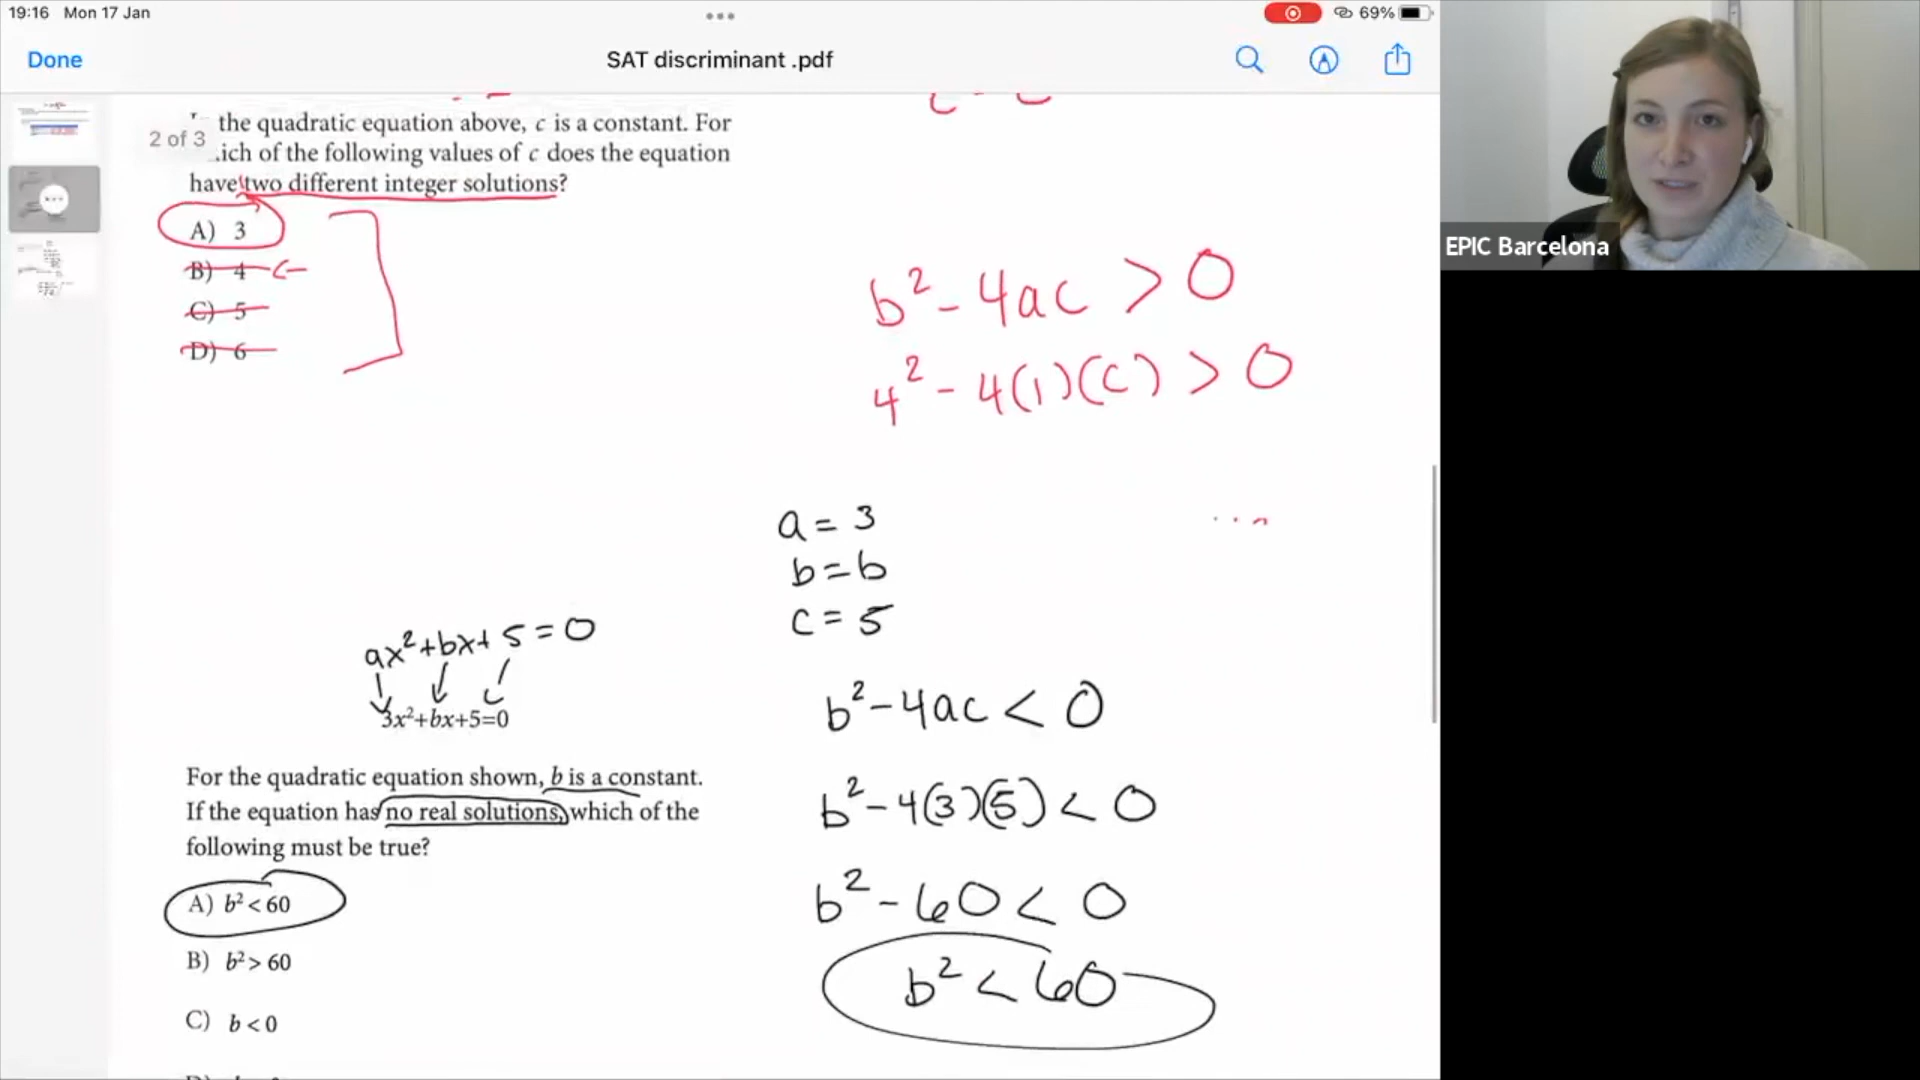 19:16 Mon 17 Jan
69%
Done
SAT discriminant .pdf
2 of 3
the quadratic equation above, c is a constant. For
ich of the following values of c does the equation
have two different integer solutions?
A) 3
B) 4
C) 5
D) 6
b² - 4ac > 0
4² - 4(1)(c) > 0
a = 3
b = b
c = 5
ax²+bx+5=0
3x²+bx+5=0
b²-4ac < 0
For the quadratic equation shown, b is a constant.
If the equation has no real solutions, which of the
following must be true?
b²-4(3)(5) < 0
A) b² < 60
b² - 60 < 0
B) b² > 60
b² < 60
C) b < 0
EPIC Barcelona